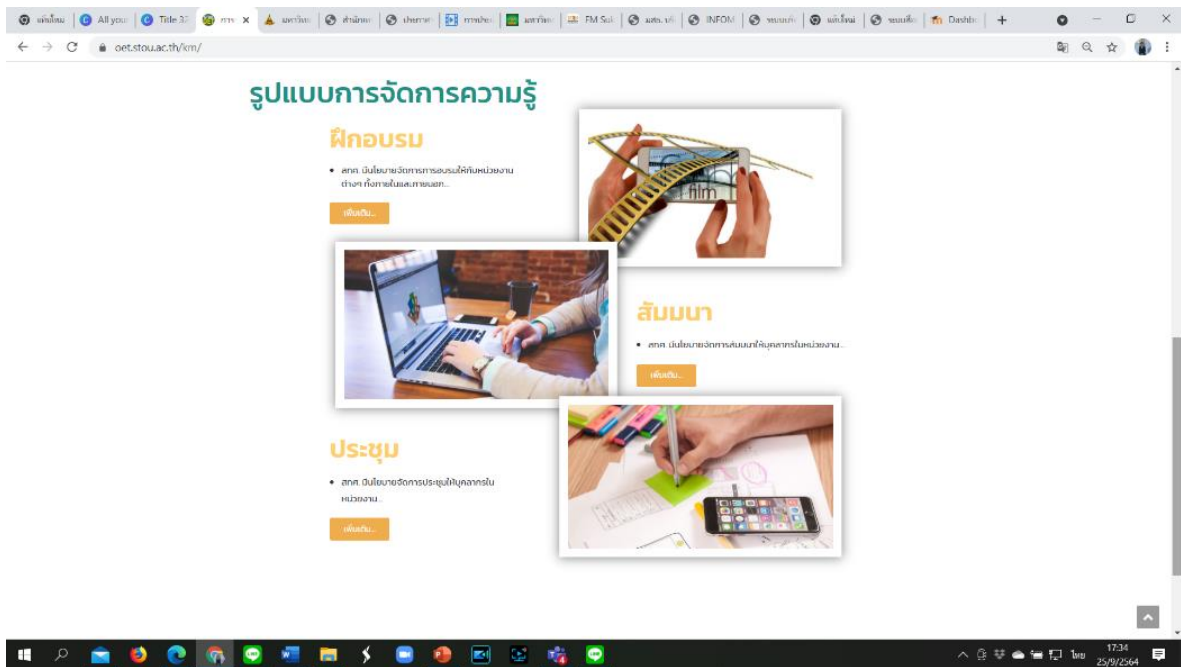 All your
Title 32
FM Sol
INFOM
Dashbo
oet.stou.ac.th/km/
รูปแบบการจัดการความรู้
ฝึกอบรม
สทศ. มีนโยบายจัดการการอบรมให้กับหน่วยงาน
ต่างๆ ทั้งภายในและภายนอก...
เพิ่มเติม...
film
สัมมนา
สทศ. มีนโยบายจัดการสัมมนาให้บุคลากรในหน่วยงาน...
เพิ่มเติม...
ประชุม
สทศ. มีนโยบายจัดการประชุมให้บุคลากรใน
หน่วยงาน...
เพิ่มเติม...
ไทย
17:34
25/9/2564